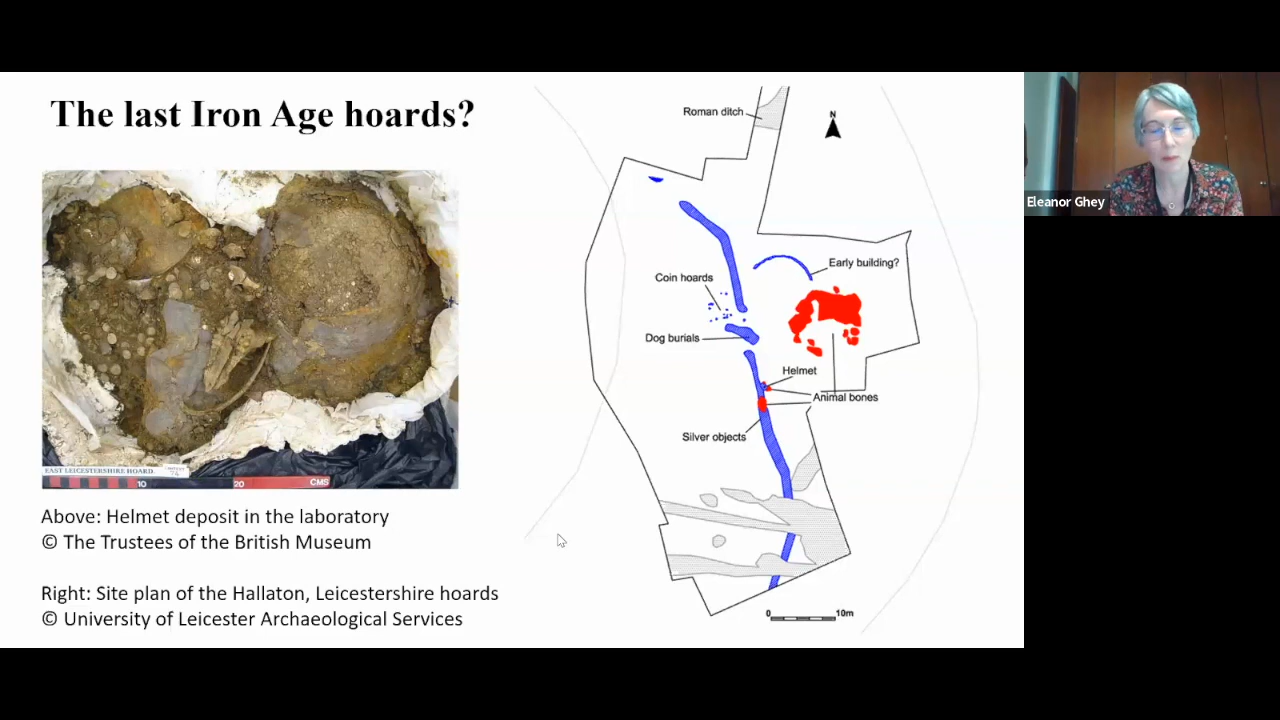 The last Iron Age hoards?
EAST LEICESTERSHIRE HOARD.
10
20
CMS
Above: Helmet deposit in the laboratory
© The Trustees of the British Museum
Right: Site plan of the Hallaton, Leicestershire hoards
© University of Leicester Archaeological Services
Roman ditch
N
Early building?
Coin hoards
Dog burials
Helmet
Animal bones
Silver objects
0
10m
Eleanor Ghey